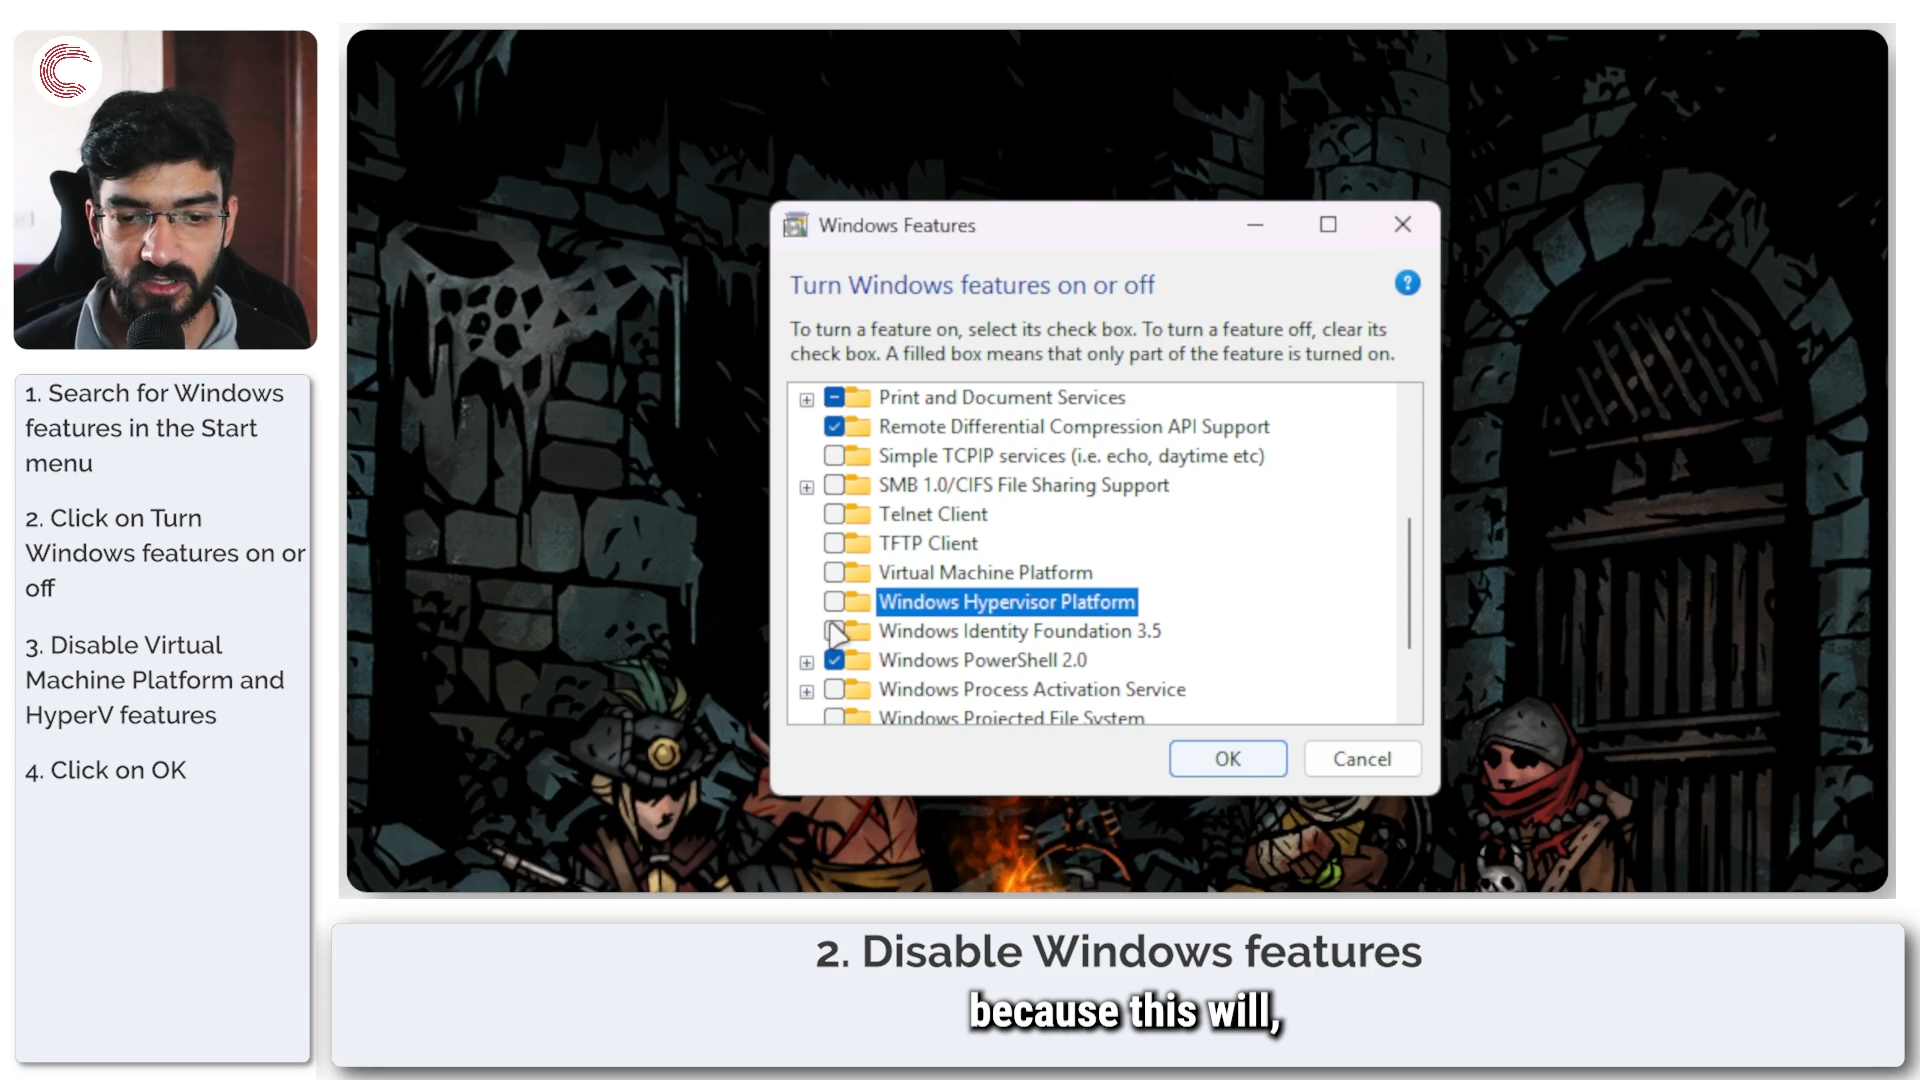 1. Search for Windows
features in the Start
menu
2. Click on Turn
Windows features on or
off
3. Disable Virtual
Machine Platform and
HyperV features
4. Click on OK
Windows Features
Turn Windows features on or off
?
To turn a feature on, select its check box. To turn a feature off, clear its
check box. A filled box means that only part of the feature is turned on.
Print and Document Services
Remote Differential Compression API Support
Simple TCPIP services (i.e. echo, daytime etc)
SMB 1.0/CIFS File Sharing Support
Telnet Client
TFTP Client
Virtual Machine Platform
Windows Hypervisor Platform
Windows Identity Foundation 3.5
Windows PowerShell 2.0
Windows Process Activation Service
Windows Projected File System
OK
Cancel
2. Disable Windows features
because this will,